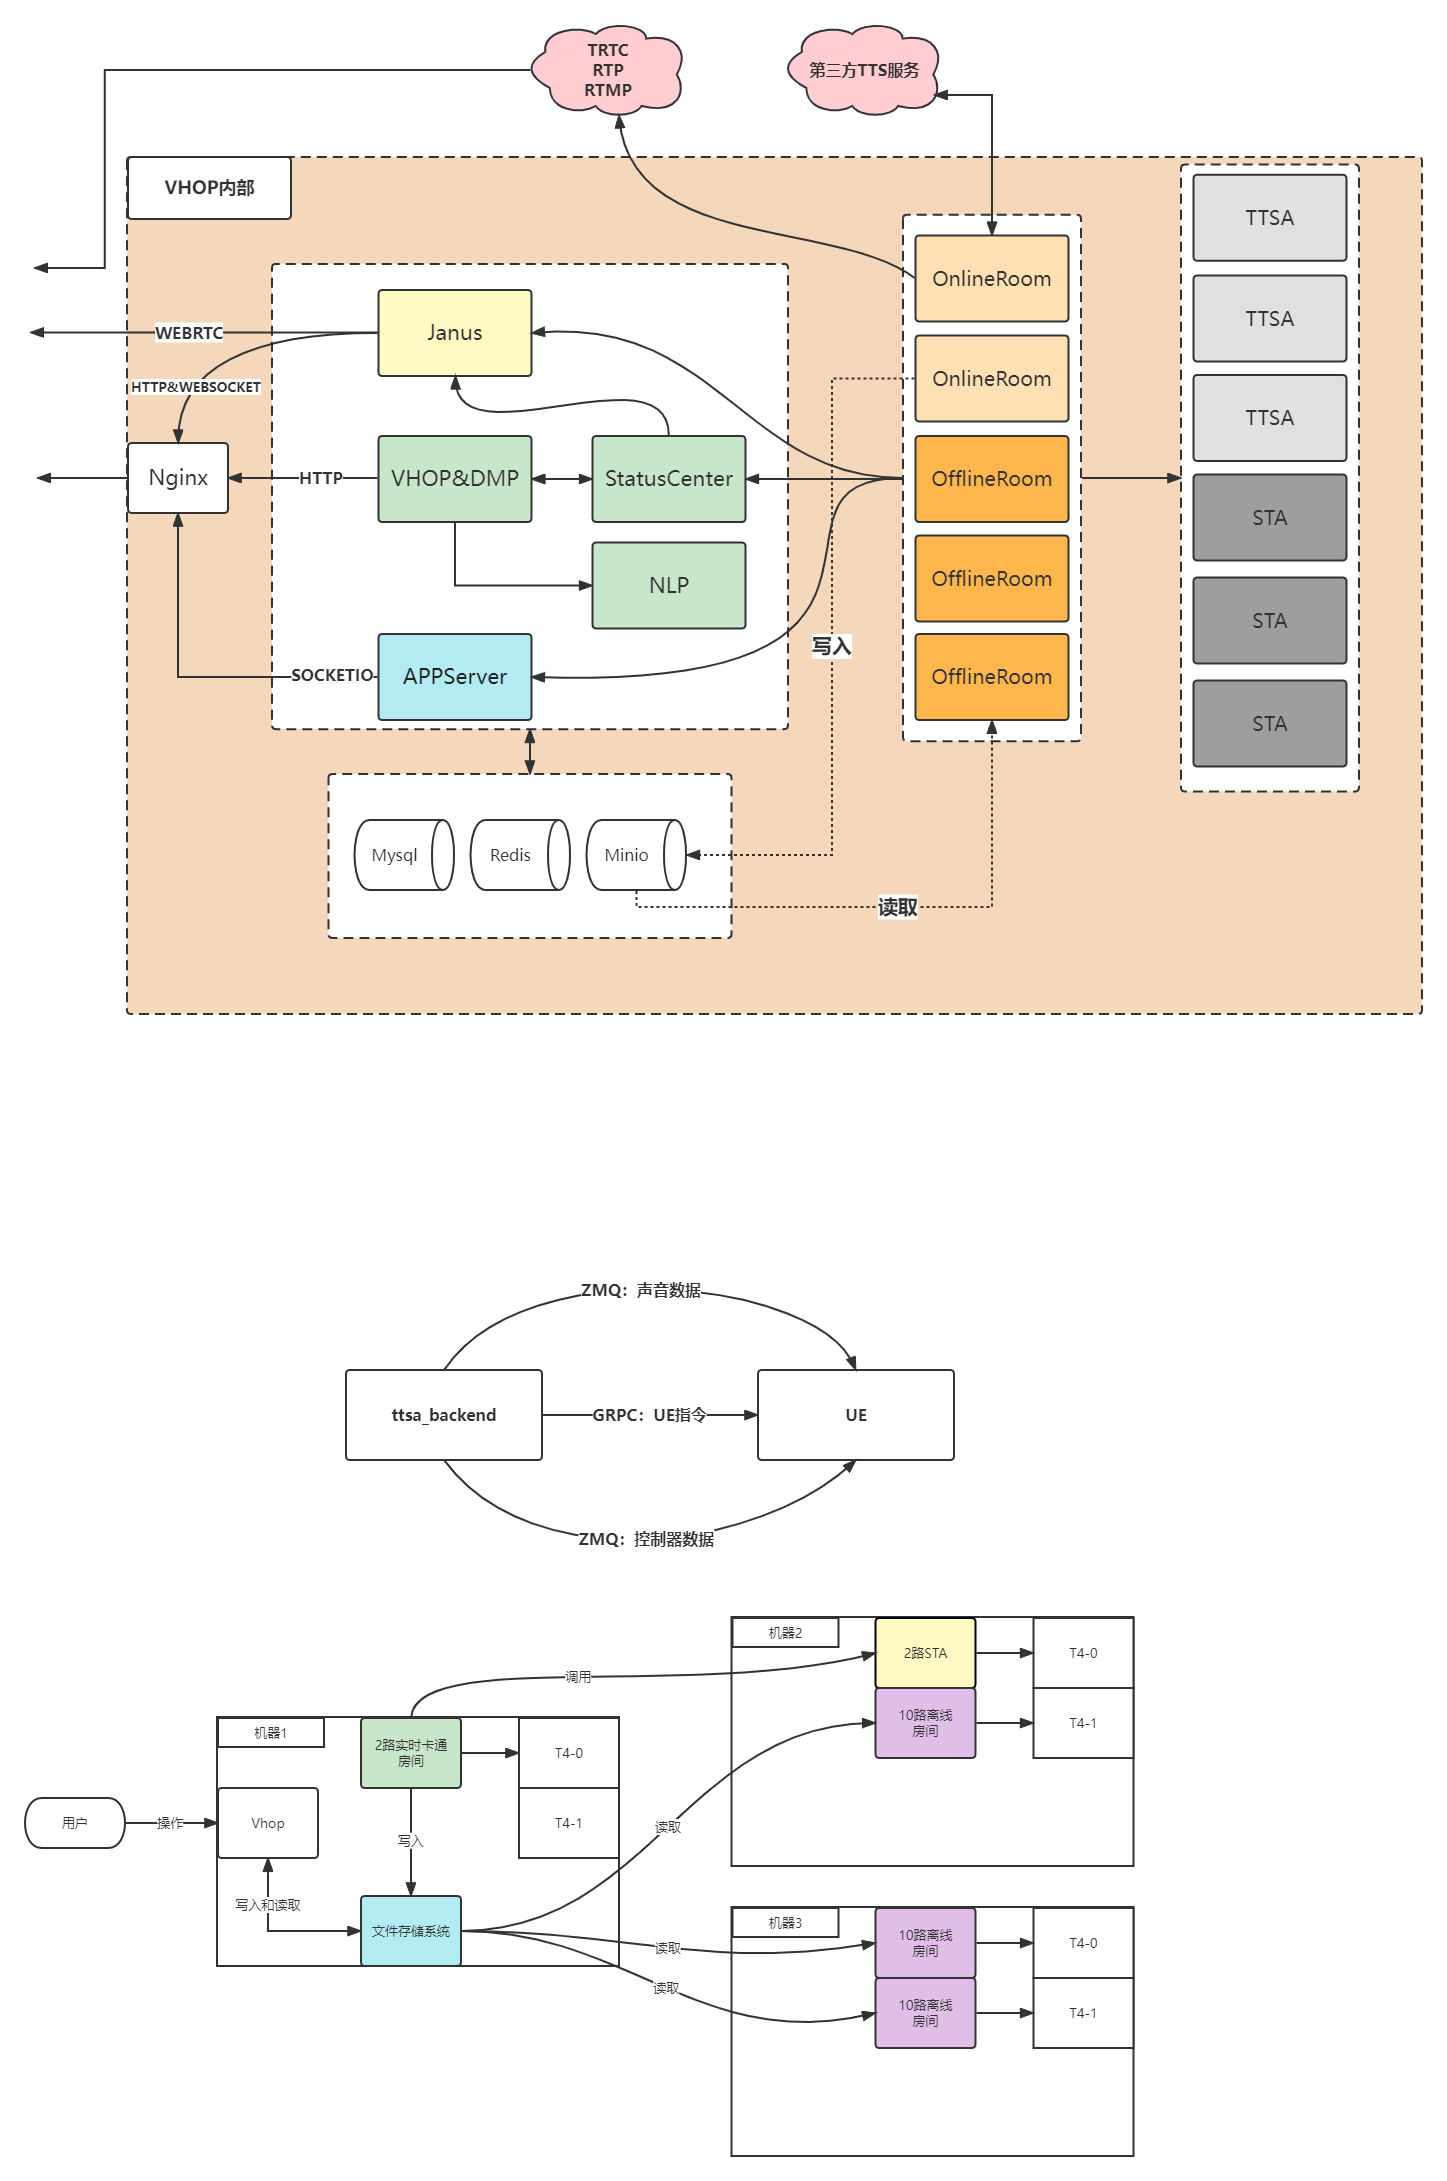 TRTC
RTP
RTMP
第三方TTS服务
VHOP内部
TTSA
OnlineRoom
TTSA
Janus
WEBRTC
HTTP&WEBSOCKET
OnlineRoom
TTSA
Nginx
HTTP
VHOP&DMP
StatusCenter
OfflineRoom
STA
NLP
OfflineRoom
STA
写入
SOCKETIO
APPServer
OfflineRoom
STA
Mysql
Redis
Minio
读取
ZMQ：声音数据
ttsa_backend
GRPC：UE指令
UE
ZMQ：控制器数据
机器2
2路STA
T4-0
调用
10路离线
房间
T4-1
机器1
2路实时卡通
房间
T4-0
用户
操作
Vhop
T4-1
写入
读取
写入和读取
文件存储系统
读取
读取
机器3
10路离线
房间
T4-0
10路离线
房间
T4-1